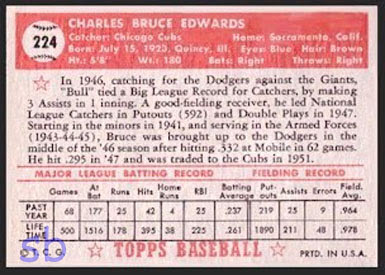 224
CHARLES BRUCE EDWARDS
Catcher: Chicago Cubs Home: Sacramento, Calif.
Born: July 15, 1923, Quincy, Ill. Eyes: Blue Hair: Brown
Ht.: 5'8" Wt.: 180 Bats: Right Throws: Right
In 1946, catching for the Dodgers against the Giants,
"Bull" tied a Big League Record for Catchers, by making
3 Assists in 1 inning. A good-fielding receiver, he led National
League Catchers in Putouts (592) and Double Plays in 1947.
Starting in the minors in 1941, and serving in the Armed Forces
(1943-44-45), Bruce was brought up to the Dodgers in the
middle of the '46 season after hitting .332 at Mobile in 62 games.
He hit .295 in '47 and was traded to the Cubs in 1951.
MAJOR LEAGUE BATTING RECORD FIELDING RECORD
Games At Bat Runs Hits Home Runs RBI Batting Average Put-outs Assists Errors Field. Avg.
PAST YEAR 68 177 25 42 4 25 .237 219 22 9 .964
LIFE-TIME 500 1516 178 395 37 228 .261 1890 211 48 .978
© T. C. G. TOPPS BASEBALL PRTD. IN U.S.A.
sb